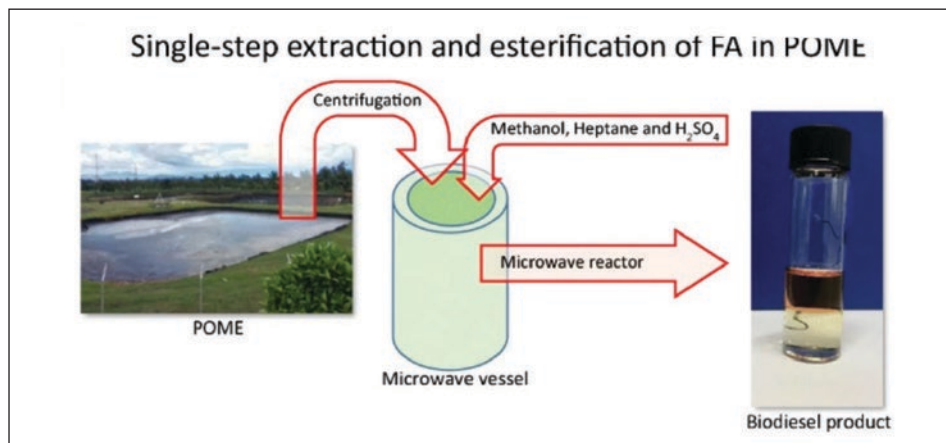 Single-step extraction and esterification of FA in POME
Centrifugation
Methanol, Heptane and H₂SO₄
Microwave reactor
POME
Microwave vessel
Biodiesel product